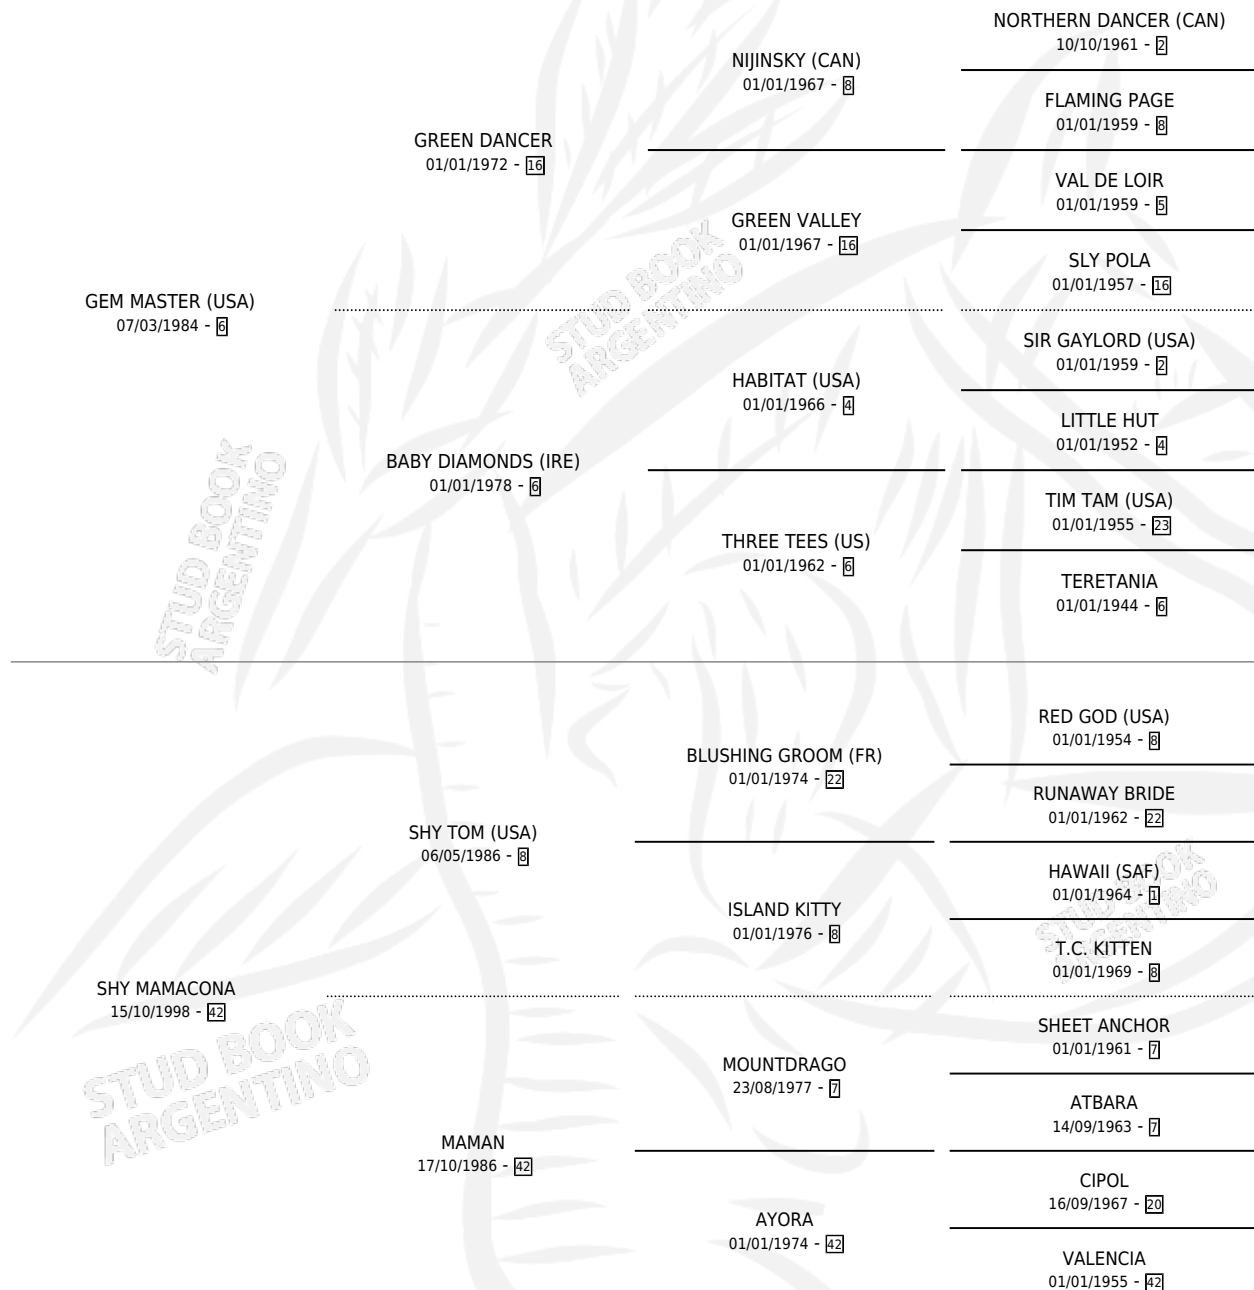 NORTHERN DANCER (CAN)
10/10/1961 - 2
NIJINSKY (CAN)
01/01/1967 - 8
FLAMING PAGE
01/01/1959 - 8
GREEN DANCER
01/01/1972 - 16
VAL DE LOIR
01/01/1959 - 5
GREEN VALLEY
01/01/1967 - 16
SLY POLA
01/01/1957 - 16
GEM MASTER (USA)
07/03/1984 - 6
SIR GAYLORD (USA)
01/01/1959 - 2
HABITAT (USA)
01/01/1966 - 4
LITTLE HUT
01/01/1952 - 4
BABY DIAMONDS (IRE)
01/01/1978 - 6
TIM TAM (USA)
01/01/1955 - 23
THREE TEES (US)
01/01/1962 - 6
TERETANIA
01/01/1944 - 6
RED GOD (USA)
01/01/1954 - 8
BLUSHING GROOM (FR)
01/01/1974 - 22
RUNAWAY BRIDE
01/01/1962 - 22
SHY TOM (USA)
06/05/1986 - 8
HAWAII (SAF)
01/01/1964 - 1
ISLAND KITTY
01/01/1976 - 8
T.C. KITTEN
01/01/1969 - 8
SHY MAMACONA
15/10/1998 - 42
SHEET ANCHOR
01/01/1961 - 7
MOUNTDRAGO
23/08/1977 - 7
ATBARA
14/09/1963 - 7
MAMAN
17/10/1986 - 42
CIPOL
16/09/1967 - 20
AYORA
01/01/1974 - 42
VALENCIA
01/01/1955 - 42
STUD BOOK
ARGENTINO
STUD BOOK
ARGENTINO
STUD BOOK
ARGENTINO
STUD BOOK
ARGENTINO